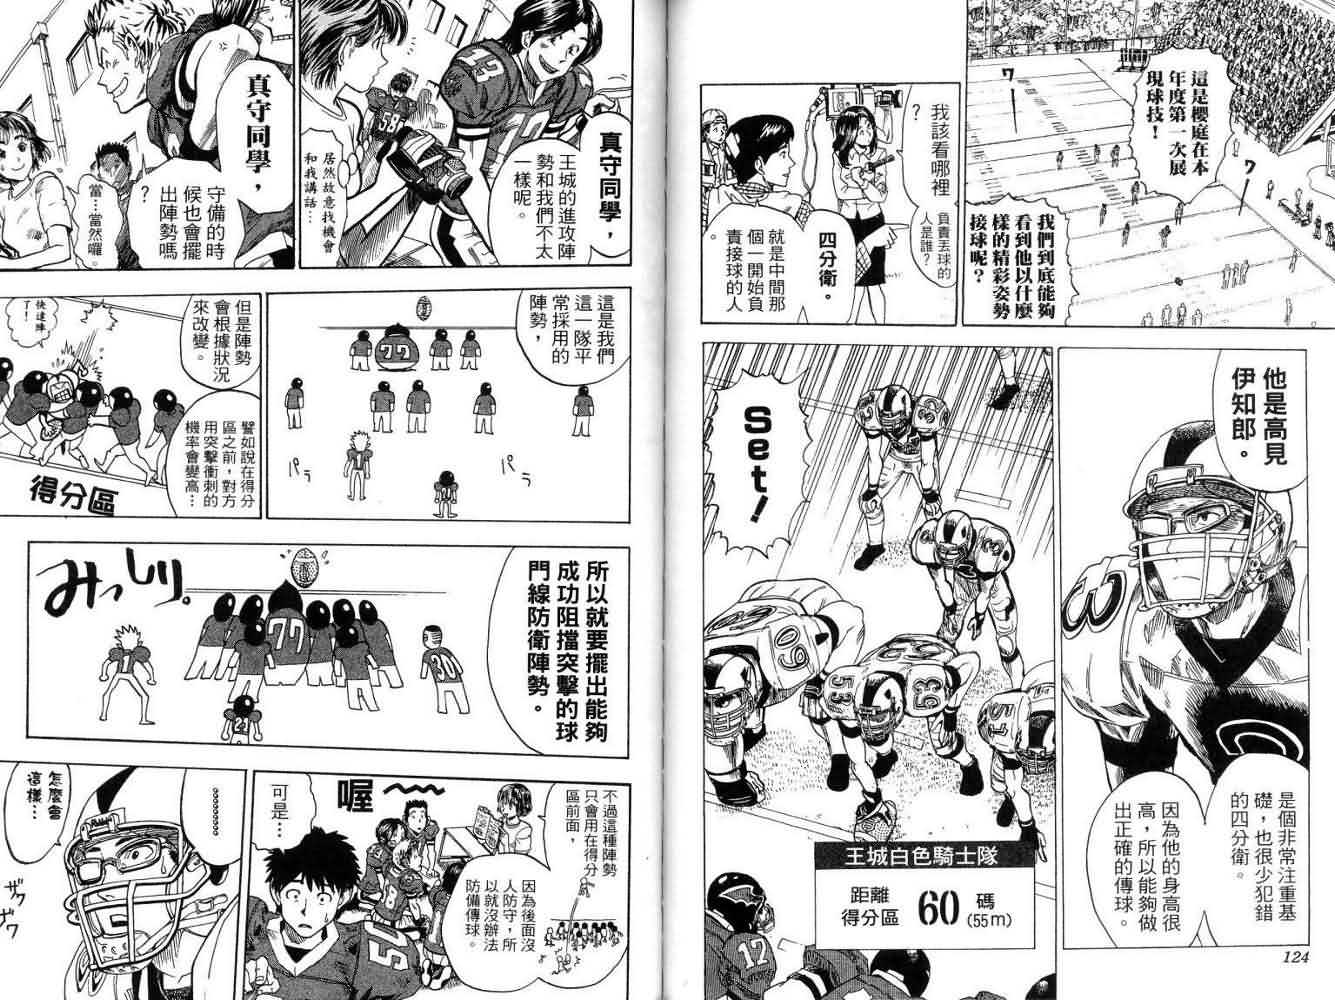 這是櫻庭在本
年度第一次展
現球技！
我們到底能夠
看到他以什麼
樣的精彩姿勢
接球呢？
我該看哪裡
？
負責丟球的
人是誰？
四分衛。
就是中間那
個一開始負
責接球的人
。
他是高見
伊知郎。
是個非常注重基
礎，也很少犯錯
的四分衛。
因為他的身高很
高，所以能夠做
出正確的傳球。
Set!
王城白色騎士隊
距離
得分區
60碼
(55m)
124
真守同學，
王城的進攻陣
勢和我們不太
一樣呢。
居然故意找機會
和我講話…
真守同學，
守備的時
候也會擺
出陣勢嗎
？
當…當然囉。
這是我們
這一隊平
常採用的
陣勢，
パラ
パラ
但是陣勢
會根據狀況
來改變。
快達陣
了！
譬如說在得分
區之前，對方
用突擊衝刺的
機率會變高…
得分區
所以就要擺出能夠
成功阻擋突擊的球
門線防衛陣勢。
みっしり。
不過這種陣勢
只會用在得分
區前面，
因為後面沒
人防守，所
以就沒辦法
防備傳球。
喔～～
可是…
…………
怎麼會
這樣…
ザワ
ザワ